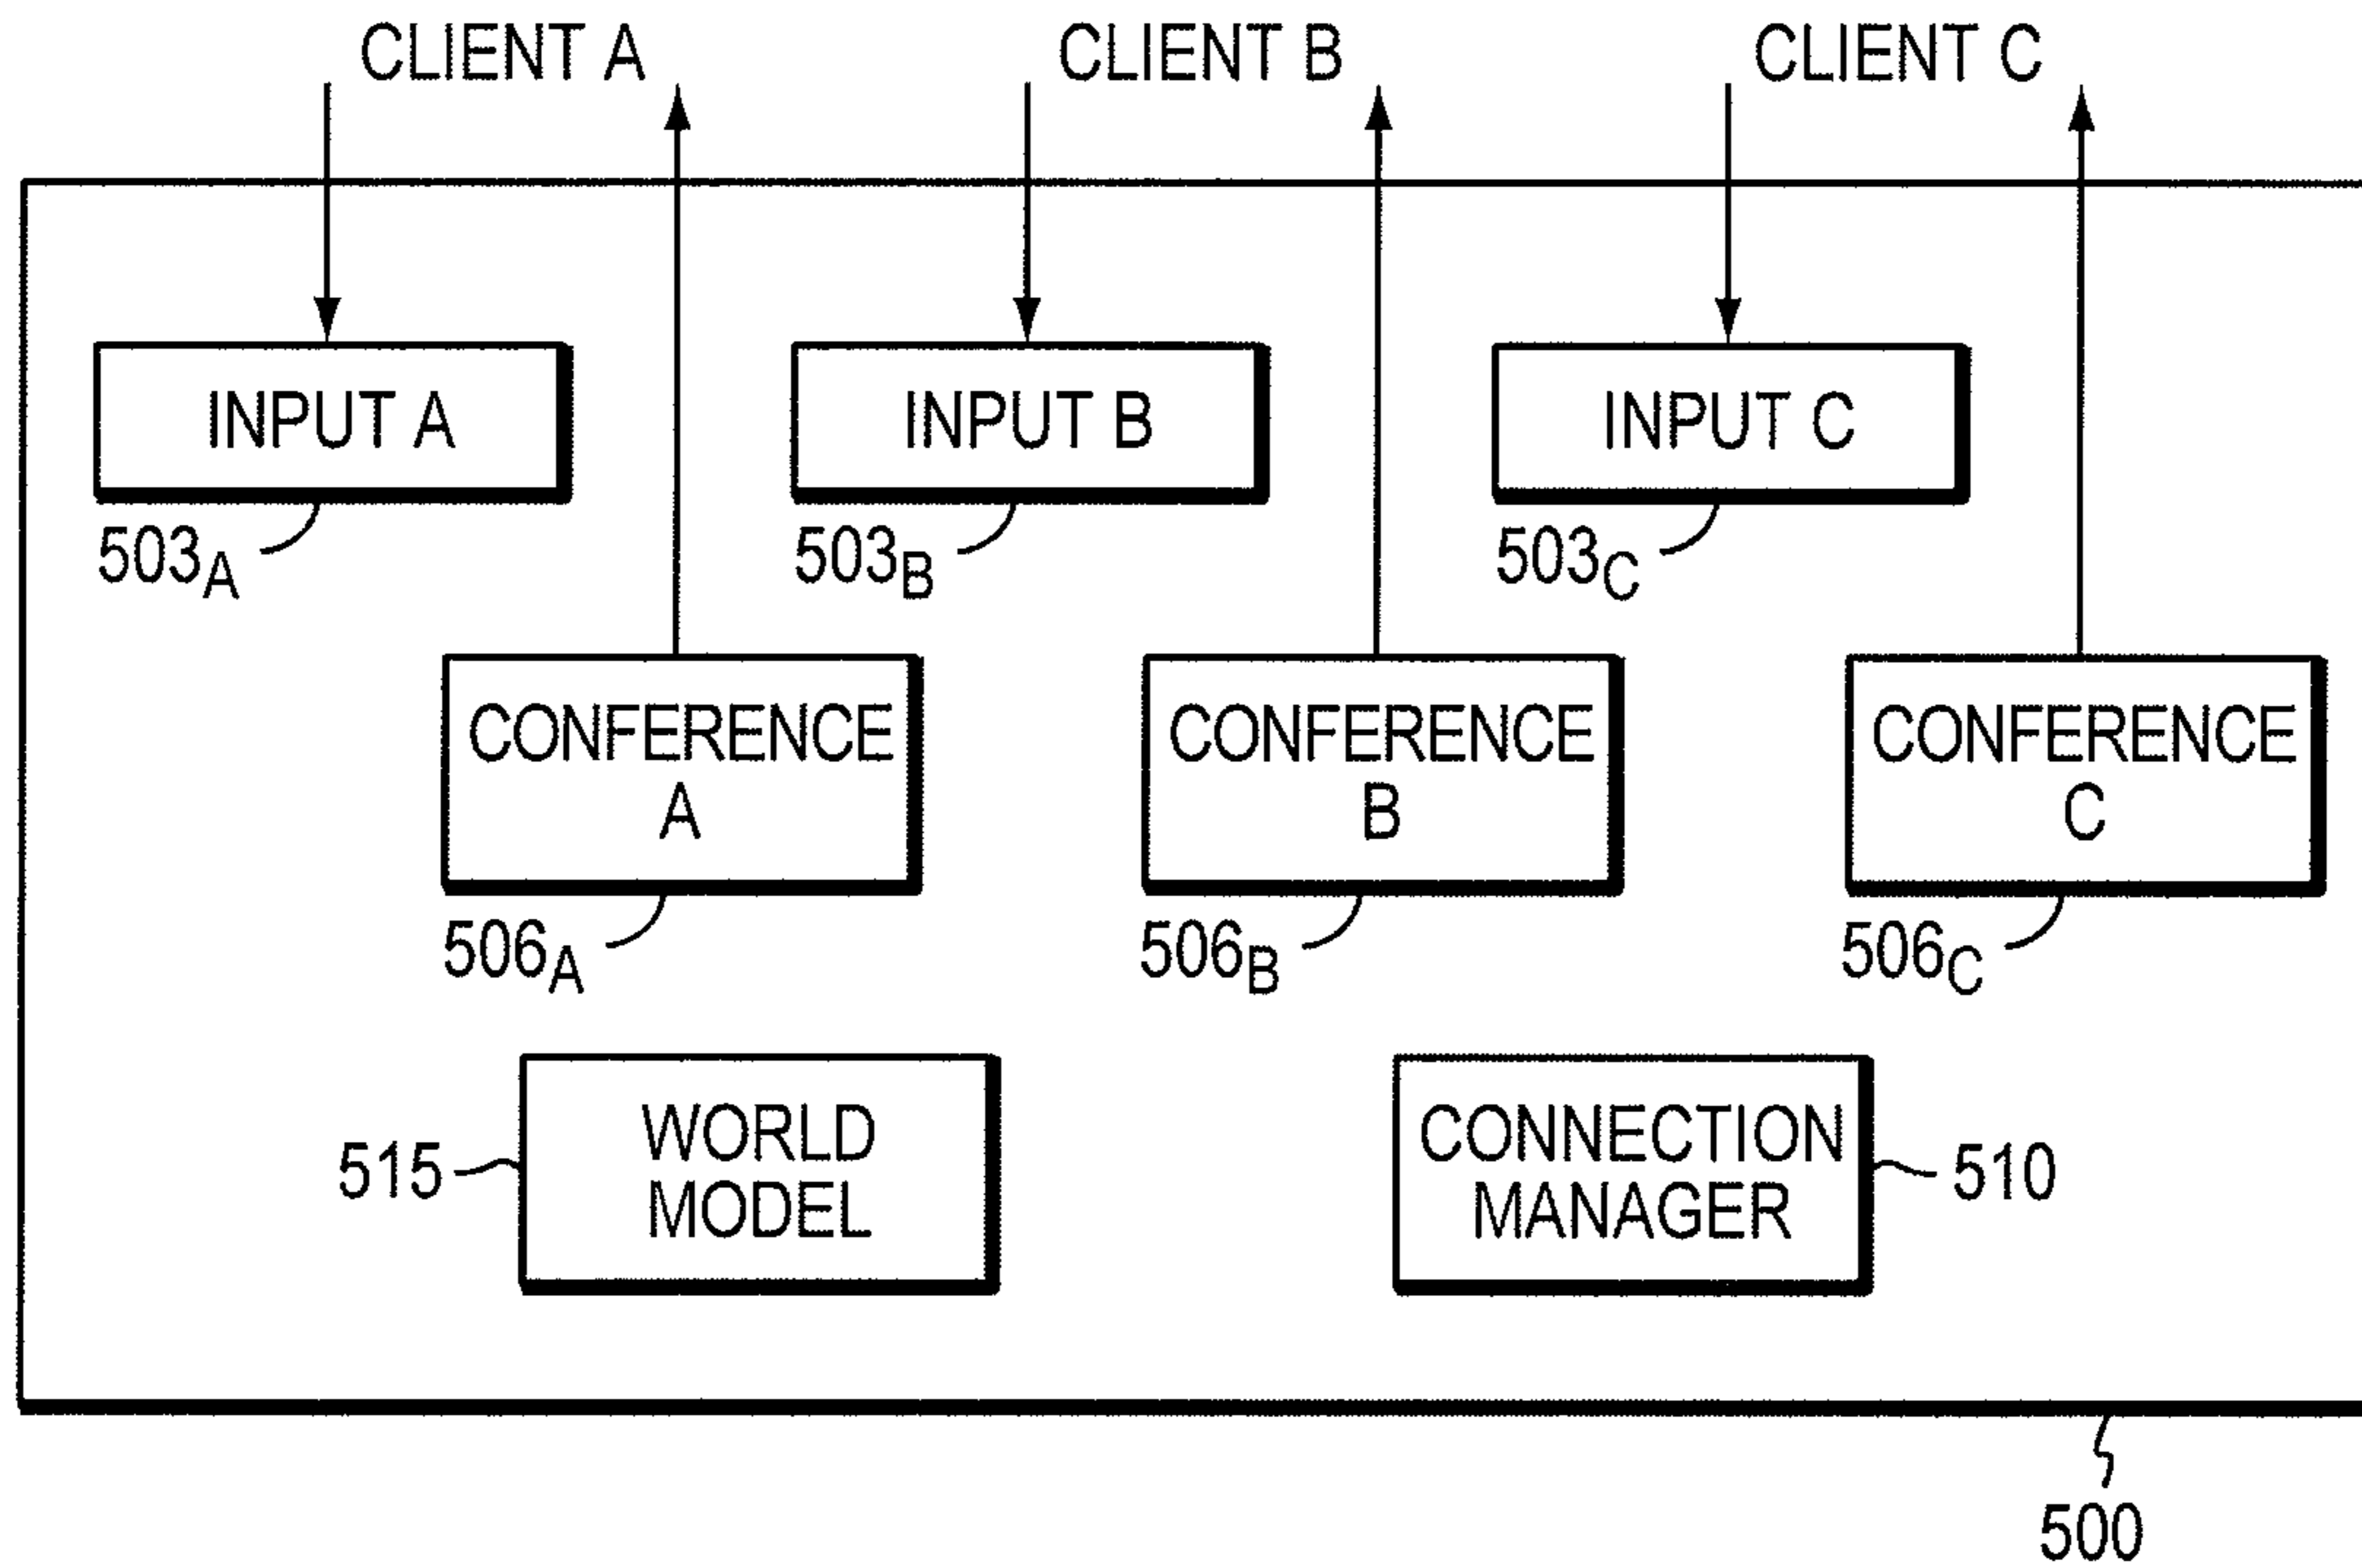 CLIENT A CLIENT B CLIENT C
INPUT A INPUT B INPUT C
503A 503B 503C
CONFERENCE A CONFERENCE B CONFERENCE C
506A 506B 506C
515 WORLD MODEL CONNECTION MANAGER 510
500